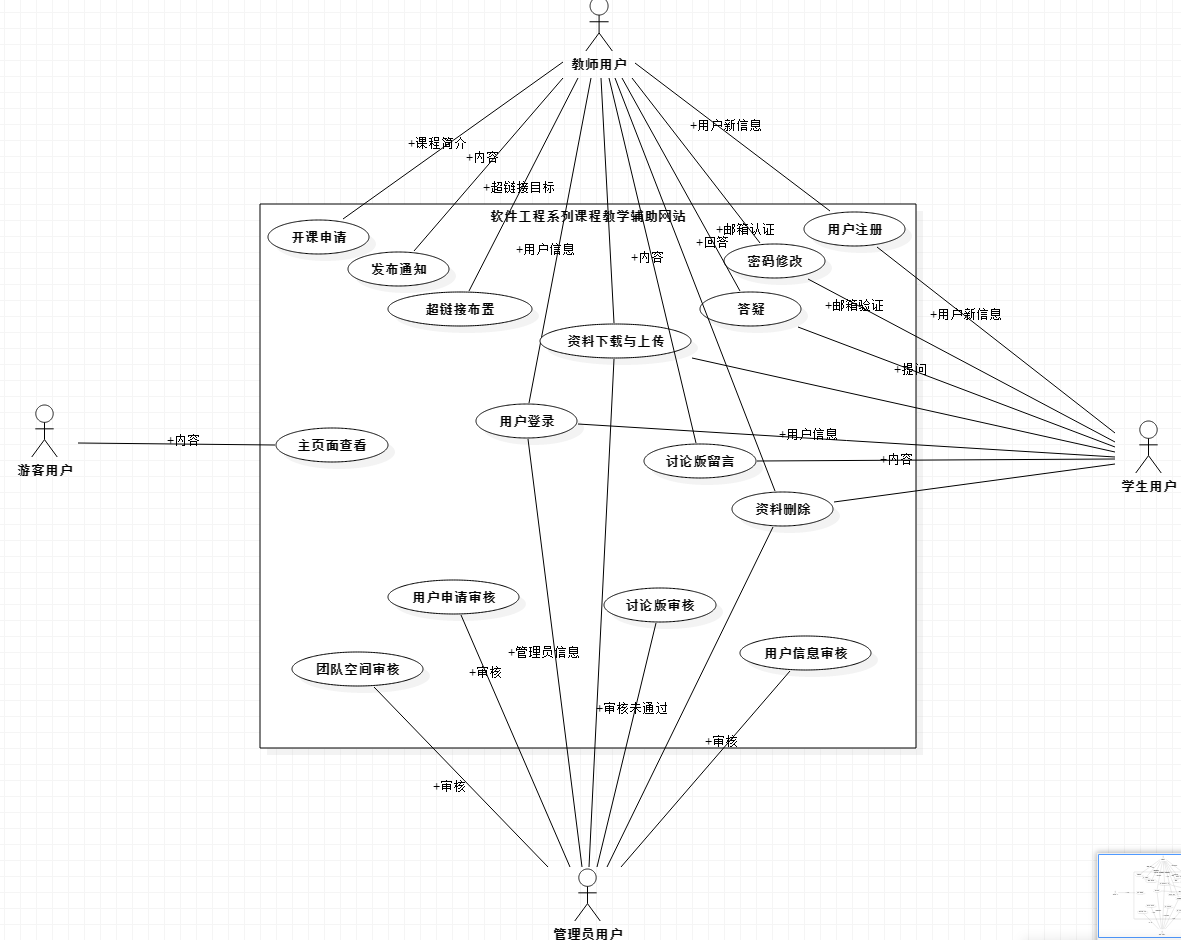 教师用户
+用户新信息
+课程简介
+内容
+超链接目标
软件工程系列课程教学辅助网站
开课申请
用户注册
+邮箱认证
+回答
+用户信息
+内容
发布通知
密码修改
超链接布置
答疑
+邮箱验证
+用户新信息
资料下载与上传
+提问
用户登录
+用户信息
游客用户
+内容
主页面查看
讨论版留言
+内容
学生用户
资料删除
用户申请审核
讨论版审核
+管理员信息
用户信息审核
团队空间审核
+审核
+审核未通过
+审核
+审核
管理员用户